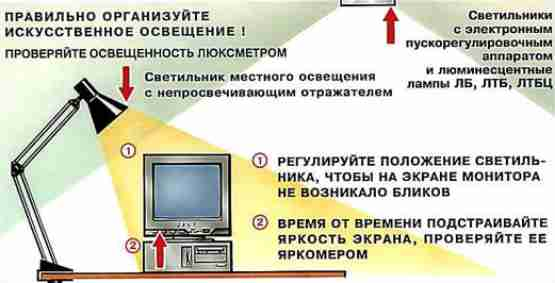 ПРАВИЛЬНО ОРГАНИЗУЙТЕ
ИСКУССТВЕННОЕ ОСВЕЩЕНИЕ !
ПРОВЕРЯЙТЕ ОСВЕЩЕННОСТЬ ЛЮКСМЕТРОМ
Светильники
с электронным
пускорегулировочным
аппаратом
и люминесцентные
лампы ЛБ, ЛТБ, ЛТБЦ
Светильник местного освещения
с непросвечивающим отражателем
1
1 РЕГУЛИРУЙТЕ ПОЛОЖЕНИЕ СВЕТИЛЬ-
НИКА, ЧТОБЫ НА ЭКРАНЕ МОНИТОРА
НЕ ВОЗНИКАЛО БЛИКОВ
2
2 ВРЕМЯ ОТ ВРЕМЕНИ ПОДСТРАИВАЙТЕ
ЯРКОСТЬ ЭКРАНА, ПРОВЕРЯЙТЕ ЕЕ
ЯРКОМЕРОМ